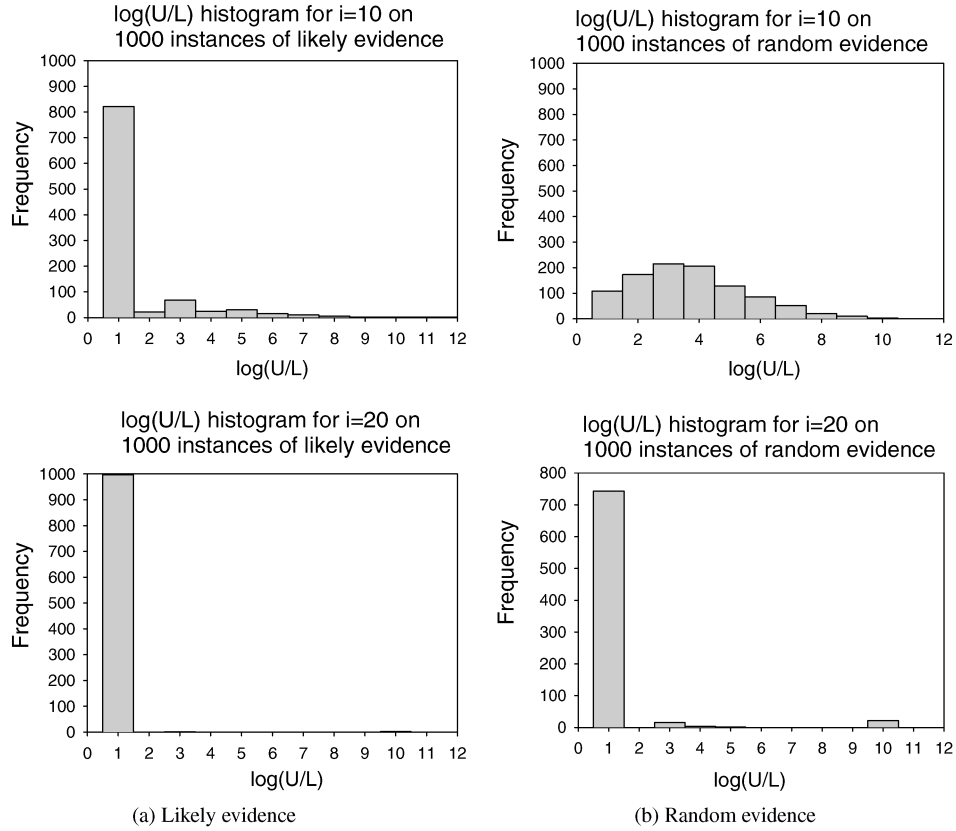 log(U/L) histogram for i=10 on
1000 instances of likely evidence
1000
900
800
700
600
500
400
300
200
100
0
Frequency
0 1 2 3 4 5 6 7 8 9 10 11 12
log(U/L)
log(U/L) histogram for i=10 on
1000 instances of random evidence
1000
900
800
700
600
500
400
300
200
100
0
Frequency
0 2 4 6 8 10 12
log(U/L)
log(U/L) histogram for i=20 on
1000 instances of likely evidence
1000
900
800
700
600
500
400
300
200
100
0
Frequency
0 1 2 3 4 5 6 7 8 9 10 11 12
log(U/L)
(a) Likely evidence
log(U/L) histogram for i=20 on
1000 instances of random evidence
800
700
600
500
400
300
200
100
0
Frequency
0 1 2 3 4 5 6 7 8 9 10 11 12
log(U/L)
(b) Random evidence